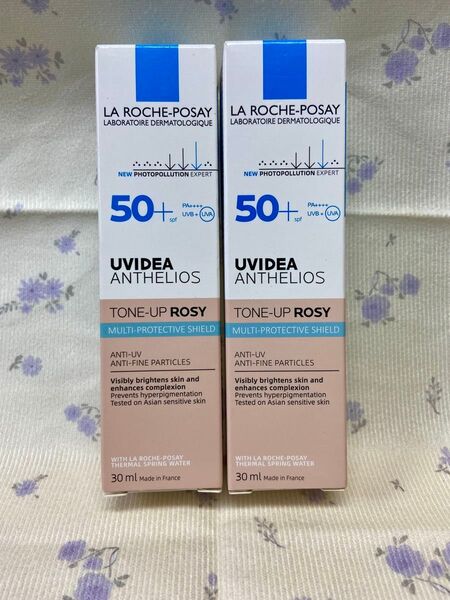 LA ROCHE-POSAY
LABORATOIRE DERMATOLOGIQUE
NEW PHOTOPOLLUTION EXPERT
50+ spf
PA++++
UVB + UVA
UVIDEA
ANTHELIOS
TONE-UP ROSY
MULTI-PROTECTIVE SHIELD
ANTI-UV
ANTI-FINE PARTICLES
Visibly brightens skin and
enhances complexion
Prevents hyperpigmentation
Tested on Asian sensitive skin
WITH LA ROCHE-POSAY
THERMAL SPRING WATER
30 ml Made in France
LA ROCHE-POSAY
LABORATOIRE DERMATOLOGIQUE
NEW PHOTOPOLLUTION EXPERT
50+ spf
PA++++
UVB + UVA
UVIDEA
ANTHELIOS
TONE-UP ROSY
MULTI-PROTECTIVE SHIELD
ANTI-UV
ANTI-FINE PARTICLES
Visibly brightens skin and
enhances complexion
Prevents hyperpigmentation
Tested on Asian sensitive skin
WITH LA ROCHE-POSAY
THERMAL SPRING WATER
30 ml Made in France